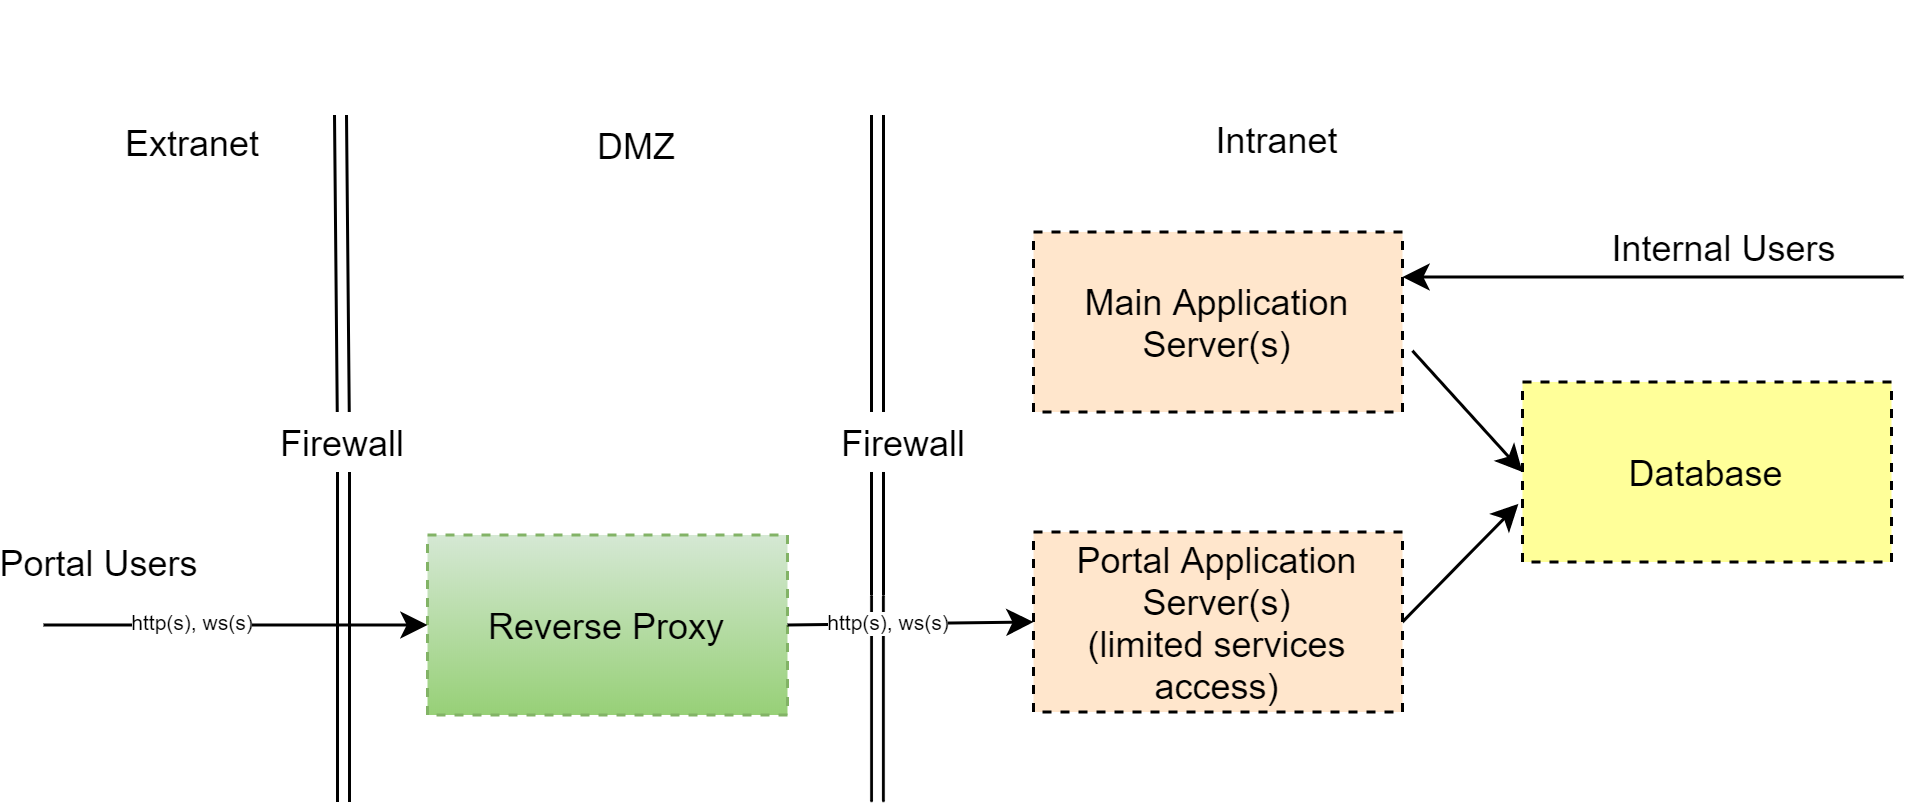 Extranet
DMZ
Intranet
Internal Users
Main Application
Server(s)
Firewall
Firewall
Database
Portal Users
http(s), ws(s)
Reverse Proxy
http(s), ws(s)
Portal Application
Server(s)
(limited services
access)